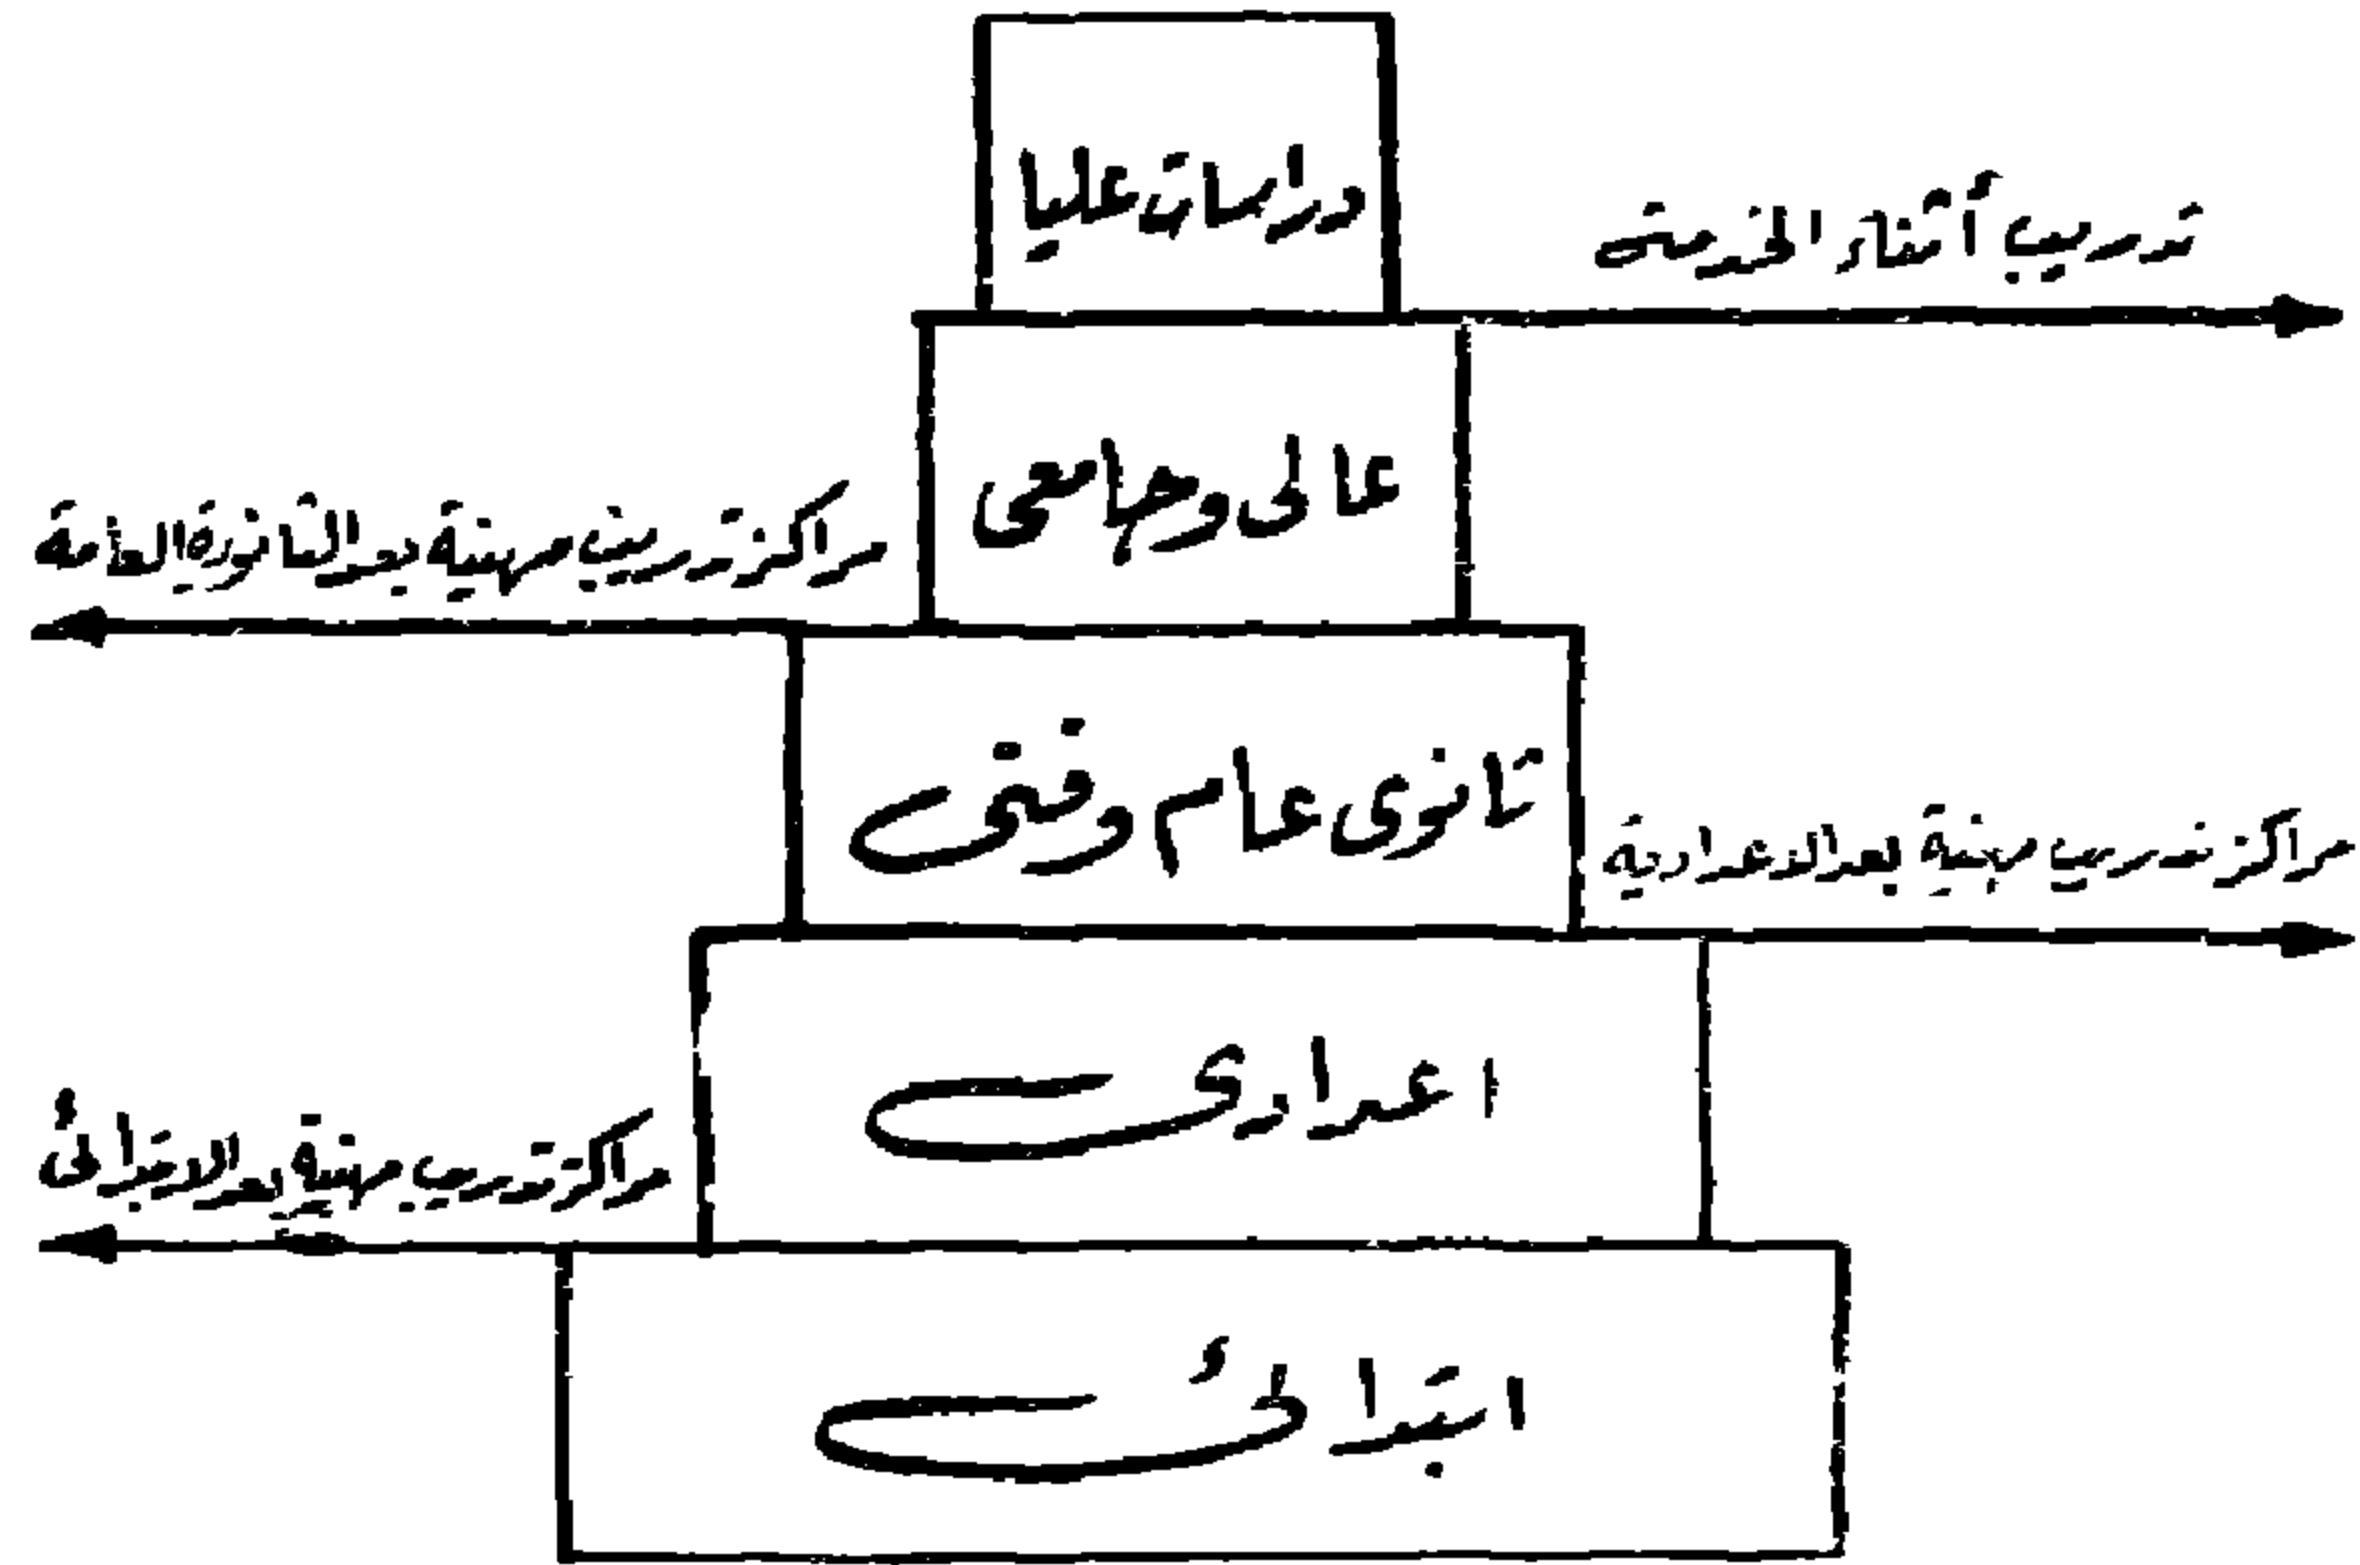 دراسات عليا
تدريب أثناء الخدمة
عالى وجامعى
مراكز تدريب مهنية بعد الثانوية العامة
ثانوى عام وفنى
مراكز تدريب مهنية بعد الاعدادية
اعدادى
مراكز تدريب مهنية بعد الابتدائى
ابتدائى